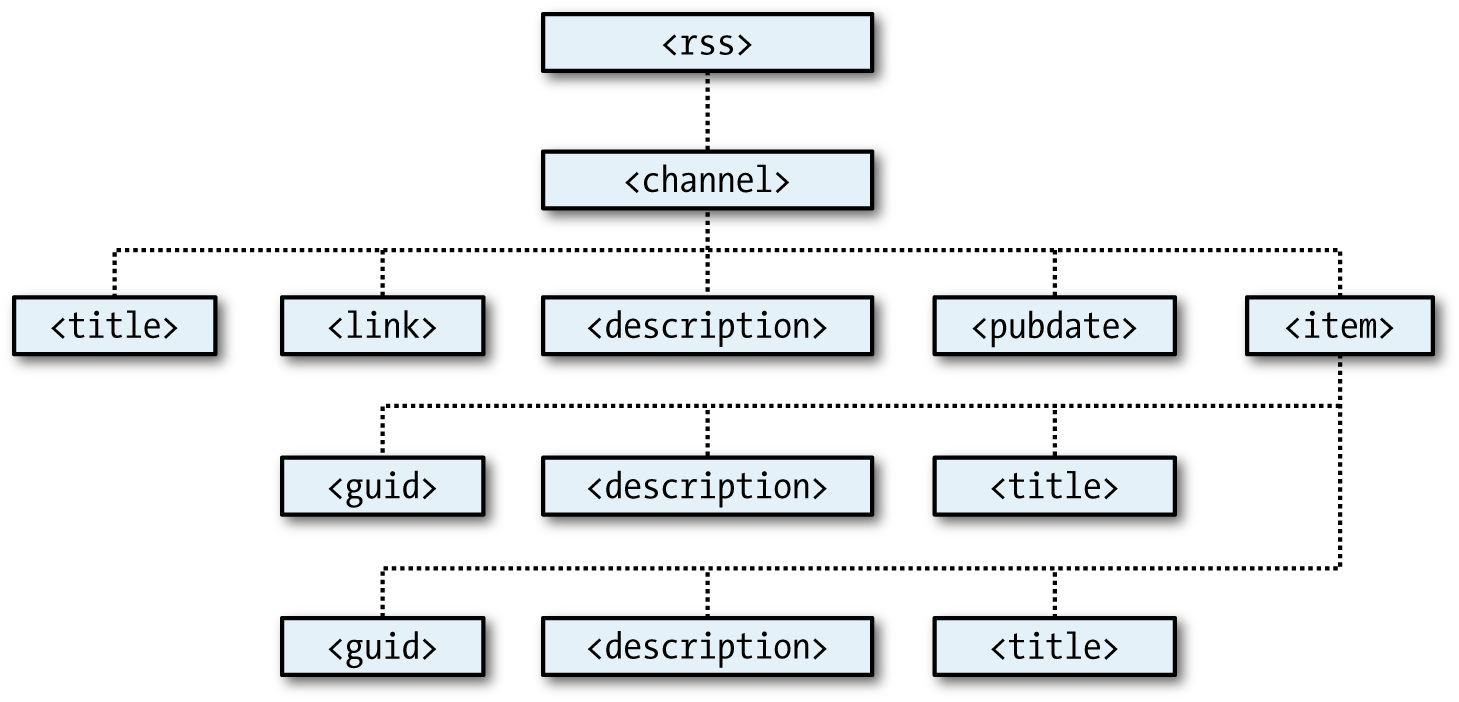 <rss>
<channel>
<title> <link> <description> <pubdate> <item>
<guid> <description> <title>
<guid> <description> <title>